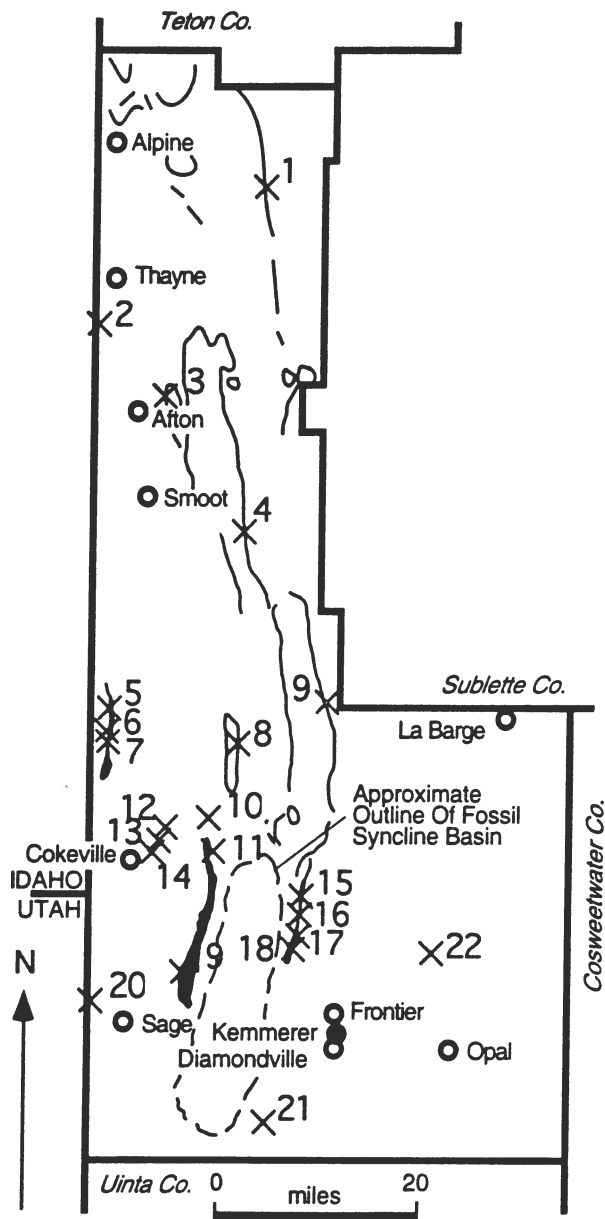 Teton Co.
Alpine
1
Thayne
2
3
Afton
Smoot
4
5
6
7
8
9
Sublette Co.
La Barge
Approximate
Outline Of Fossil
Syncline Basin
10
11
12
13
14
Cokeville
IDAHO
UTAH
15
16
17
18
22
Cosweetwater Co.
N
9
20
Sage
Frontier
Kemmerer
Diamondville
Opal
21
Uinta Co.
0
20
miles